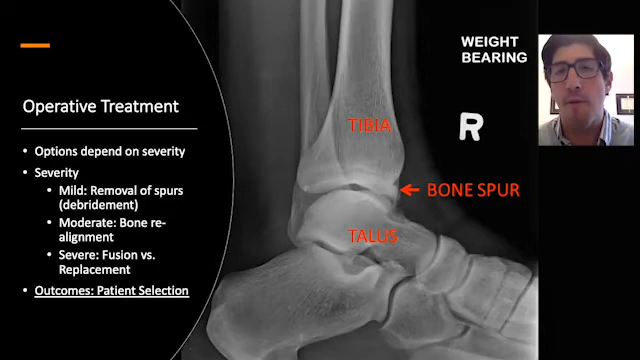 Operative Treatment
• Options depend on severity
• Severity
• Mild: Removal of spurs
(debridement)
• Moderate: Bone re-
alignment
• Severe: Fusion vs.
Replacement
• Outcomes: Patient Selection
WEIGHT
BEARING
TIBIA
R
← BONE SPUR
TALUS